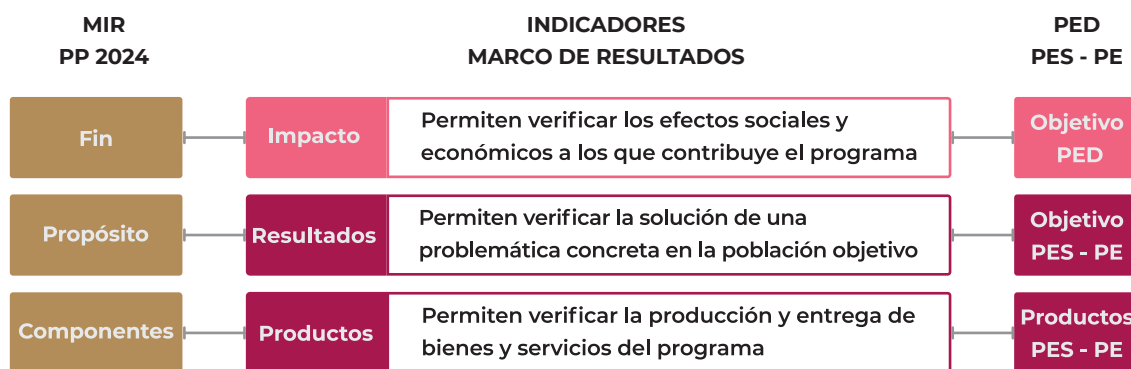 MIR
PP 2024
INDICADORES
MARCO DE RESULTADOS
PED
PES - PE
Fin
Impacto
Permiten verificar los efectos sociales y
económicos a los que contribuye el programa
Objetivo
PED
Propósito
Resultados
Permiten verificar la solución de una
problemática concreta en la población objetivo
Objetivo
PES - PE
Componentes
Productos
Permiten verificar la producción y entrega de
bienes y servicios del programa
Productos
PES - PE